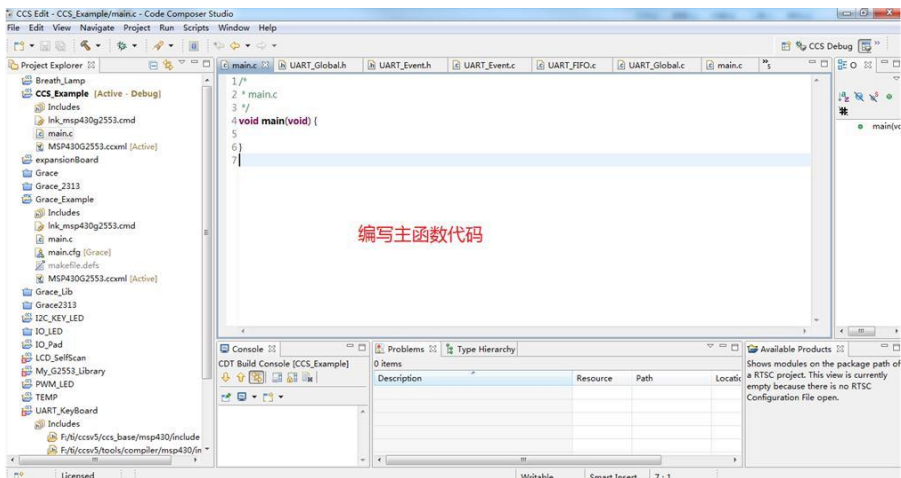 CCS Edit - CCS_Example/main.c - Code Composer Studio
File Edit View Navigate Project Run Scripts Window Help
CCS Debug
Project Explorer
main.c
UART_Global.h
UART_Event.h
UART_Event.c
UART_FIFO.c
UART_Global.c
main.c
"5
O
Breath_Lamp
CCS_Example [Active - Debug]
Includes
lnk_msp430g2553.cmd
main.c
MSP430G2553.ccxml [Active]
expansionBoard
Grace
Grace_2313
Grace_Example
Includes
lnk_msp430g2553.cmd
main.c
main.cfg [Grace]
makefile.defs
MSP430G2553.ccxml [Active]
Grace_Lib
Grace2313
I2C_KEY_LED
IO_LED
IO_Pad
LCD_SelfScan
My_G2553_Library
PWM_LED
TEMP
UART_KeyBoard
Includes
F:/ti/ccsv5/ccs_base/msp430/include
F:/ti/ccsv5/tools/compiler/msp430/in
1 /*
2 * main.c
3 */
4 void main(void) {
5
6 }
7
编写主函数代码
main(vo
Console
CDT Build Console [CCS_Example]
Problems
Type Hierarchy
0 items
Description Resource Path Locatio
Available Products
Shows modules on the package path of
a RTSC project. This view is currently
empty because there is no RTSC
Configuration File open.
Licensed
Writable
Smart Insert
7 : 1